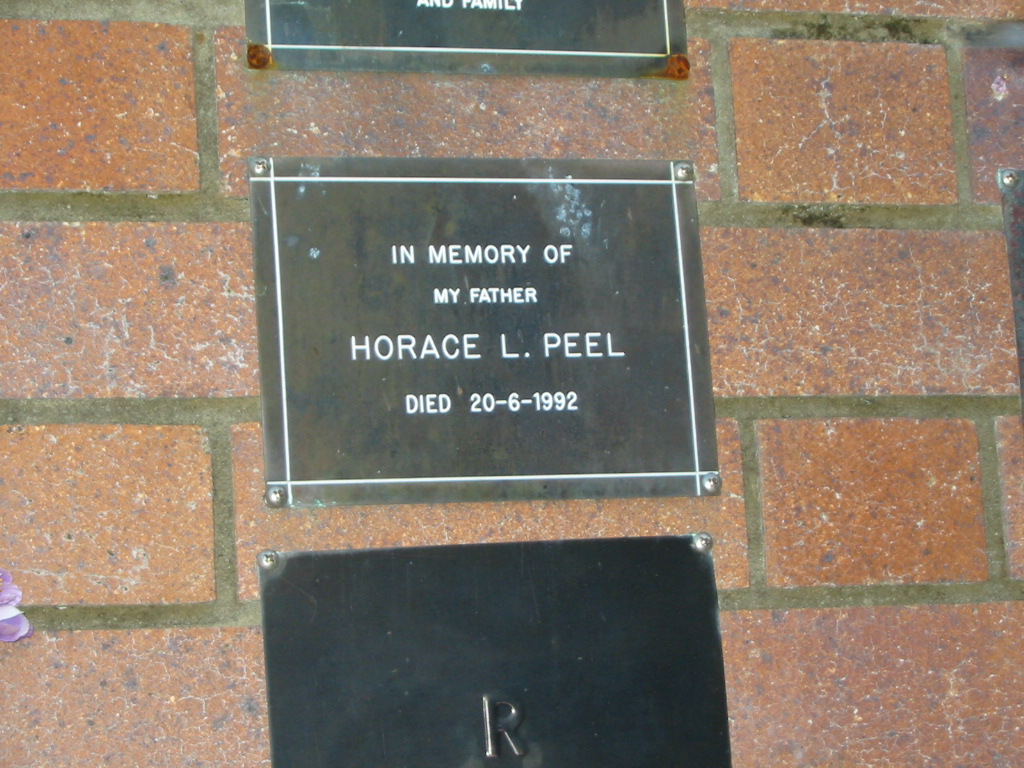 AND FAMILY
IN MEMORY OF
MY FATHER
HORACE L. PEEL
DIED 20-6-1992
R